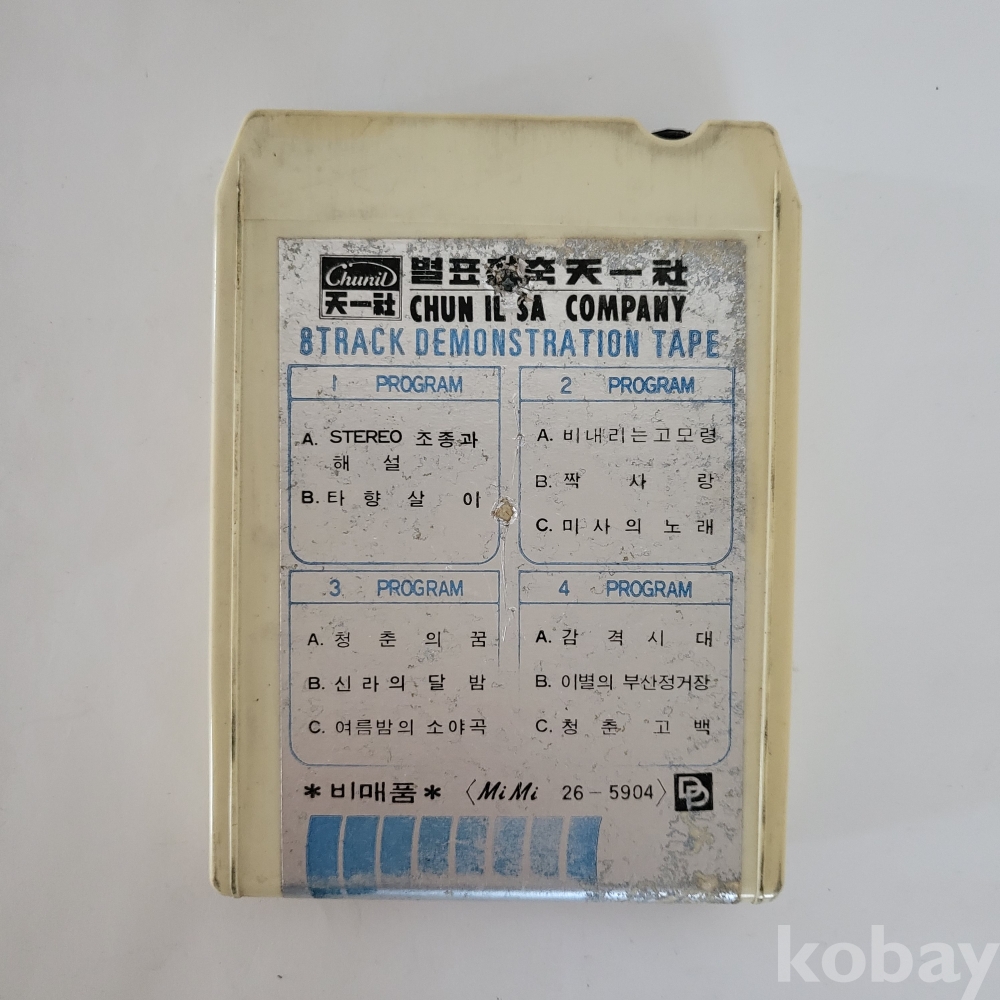 Chunil
天一社
별표전축天一社
CHUN IL SA COMPANY
8TRACK DEMONSTRATION TAPE
1 PROGRAM
A. STEREO 조종과
해설
B. 타향살이
2 PROGRAM
A. 비내리는고모령
B. 짝사랑
C. 미사의 노래
3 PROGRAM
A. 청춘의 꿈
B. 신라의 달밤
C. 여름밤의 소야곡
4 PROGRAM
A. 감격시대
B. 이별의 부산정거장
C. 청춘고백
*비매품* 〈MiMi 26-5904〉
kobay